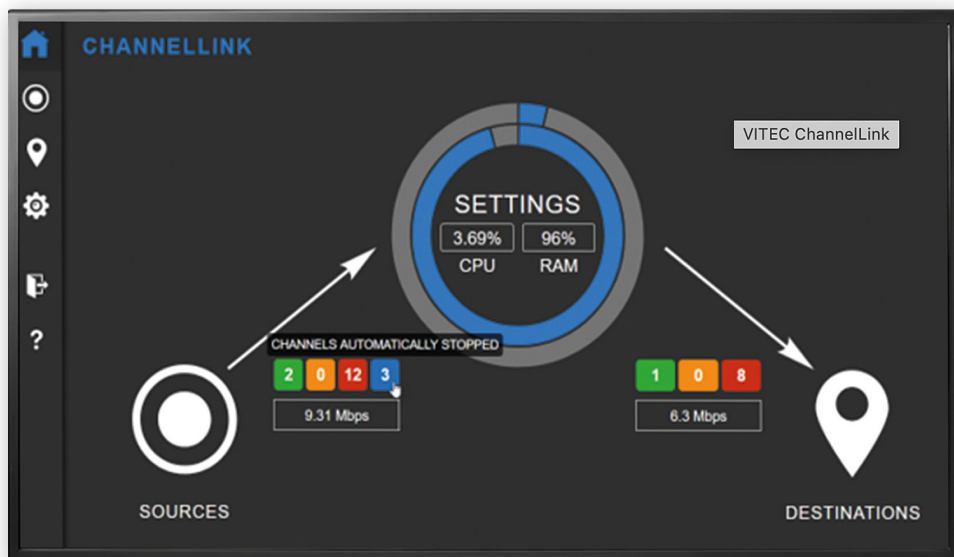 CHANNELLINK
VITEC ChannelLink
SETTINGS
3.69% 96%
CPU RAM
CHANNELS AUTOMATICALLY STOPPED
2 0 12 3
9.31 Mbps
1 0 8
6.3 Mbps
?
SOURCES
DESTINATIONS